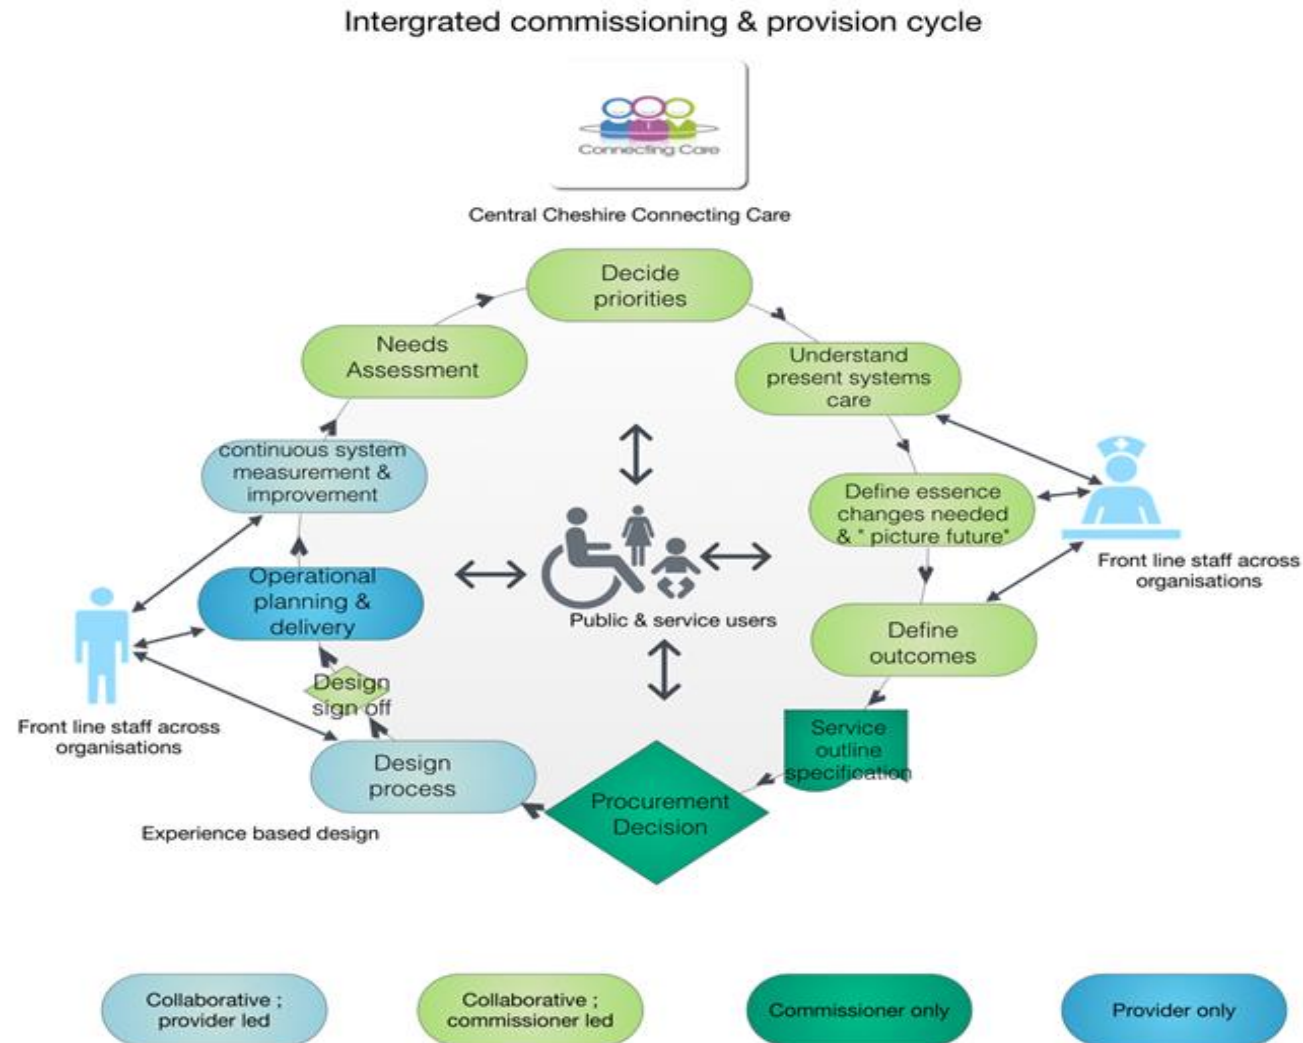 Intergrated commissioning & provision cycle
Connecting Care
Central Cheshire Connecting Care
Decide
priorities
Needs
Assessment
Understand
present systems
care
continuous system
measurement &
improvement
Define essence
changes needed
& " picture future"
Front line staff across
organisations
Operational
planning &
delivery
Public & service users
Define
outcomes
Design
sign off
Front line staff across
organisations
Service
outline
specification
Design
process
Procurement
Decision
Experience based design
Collaborative ;
provider led
Collaborative ;
commissioner led
Commissioner only
Provider only